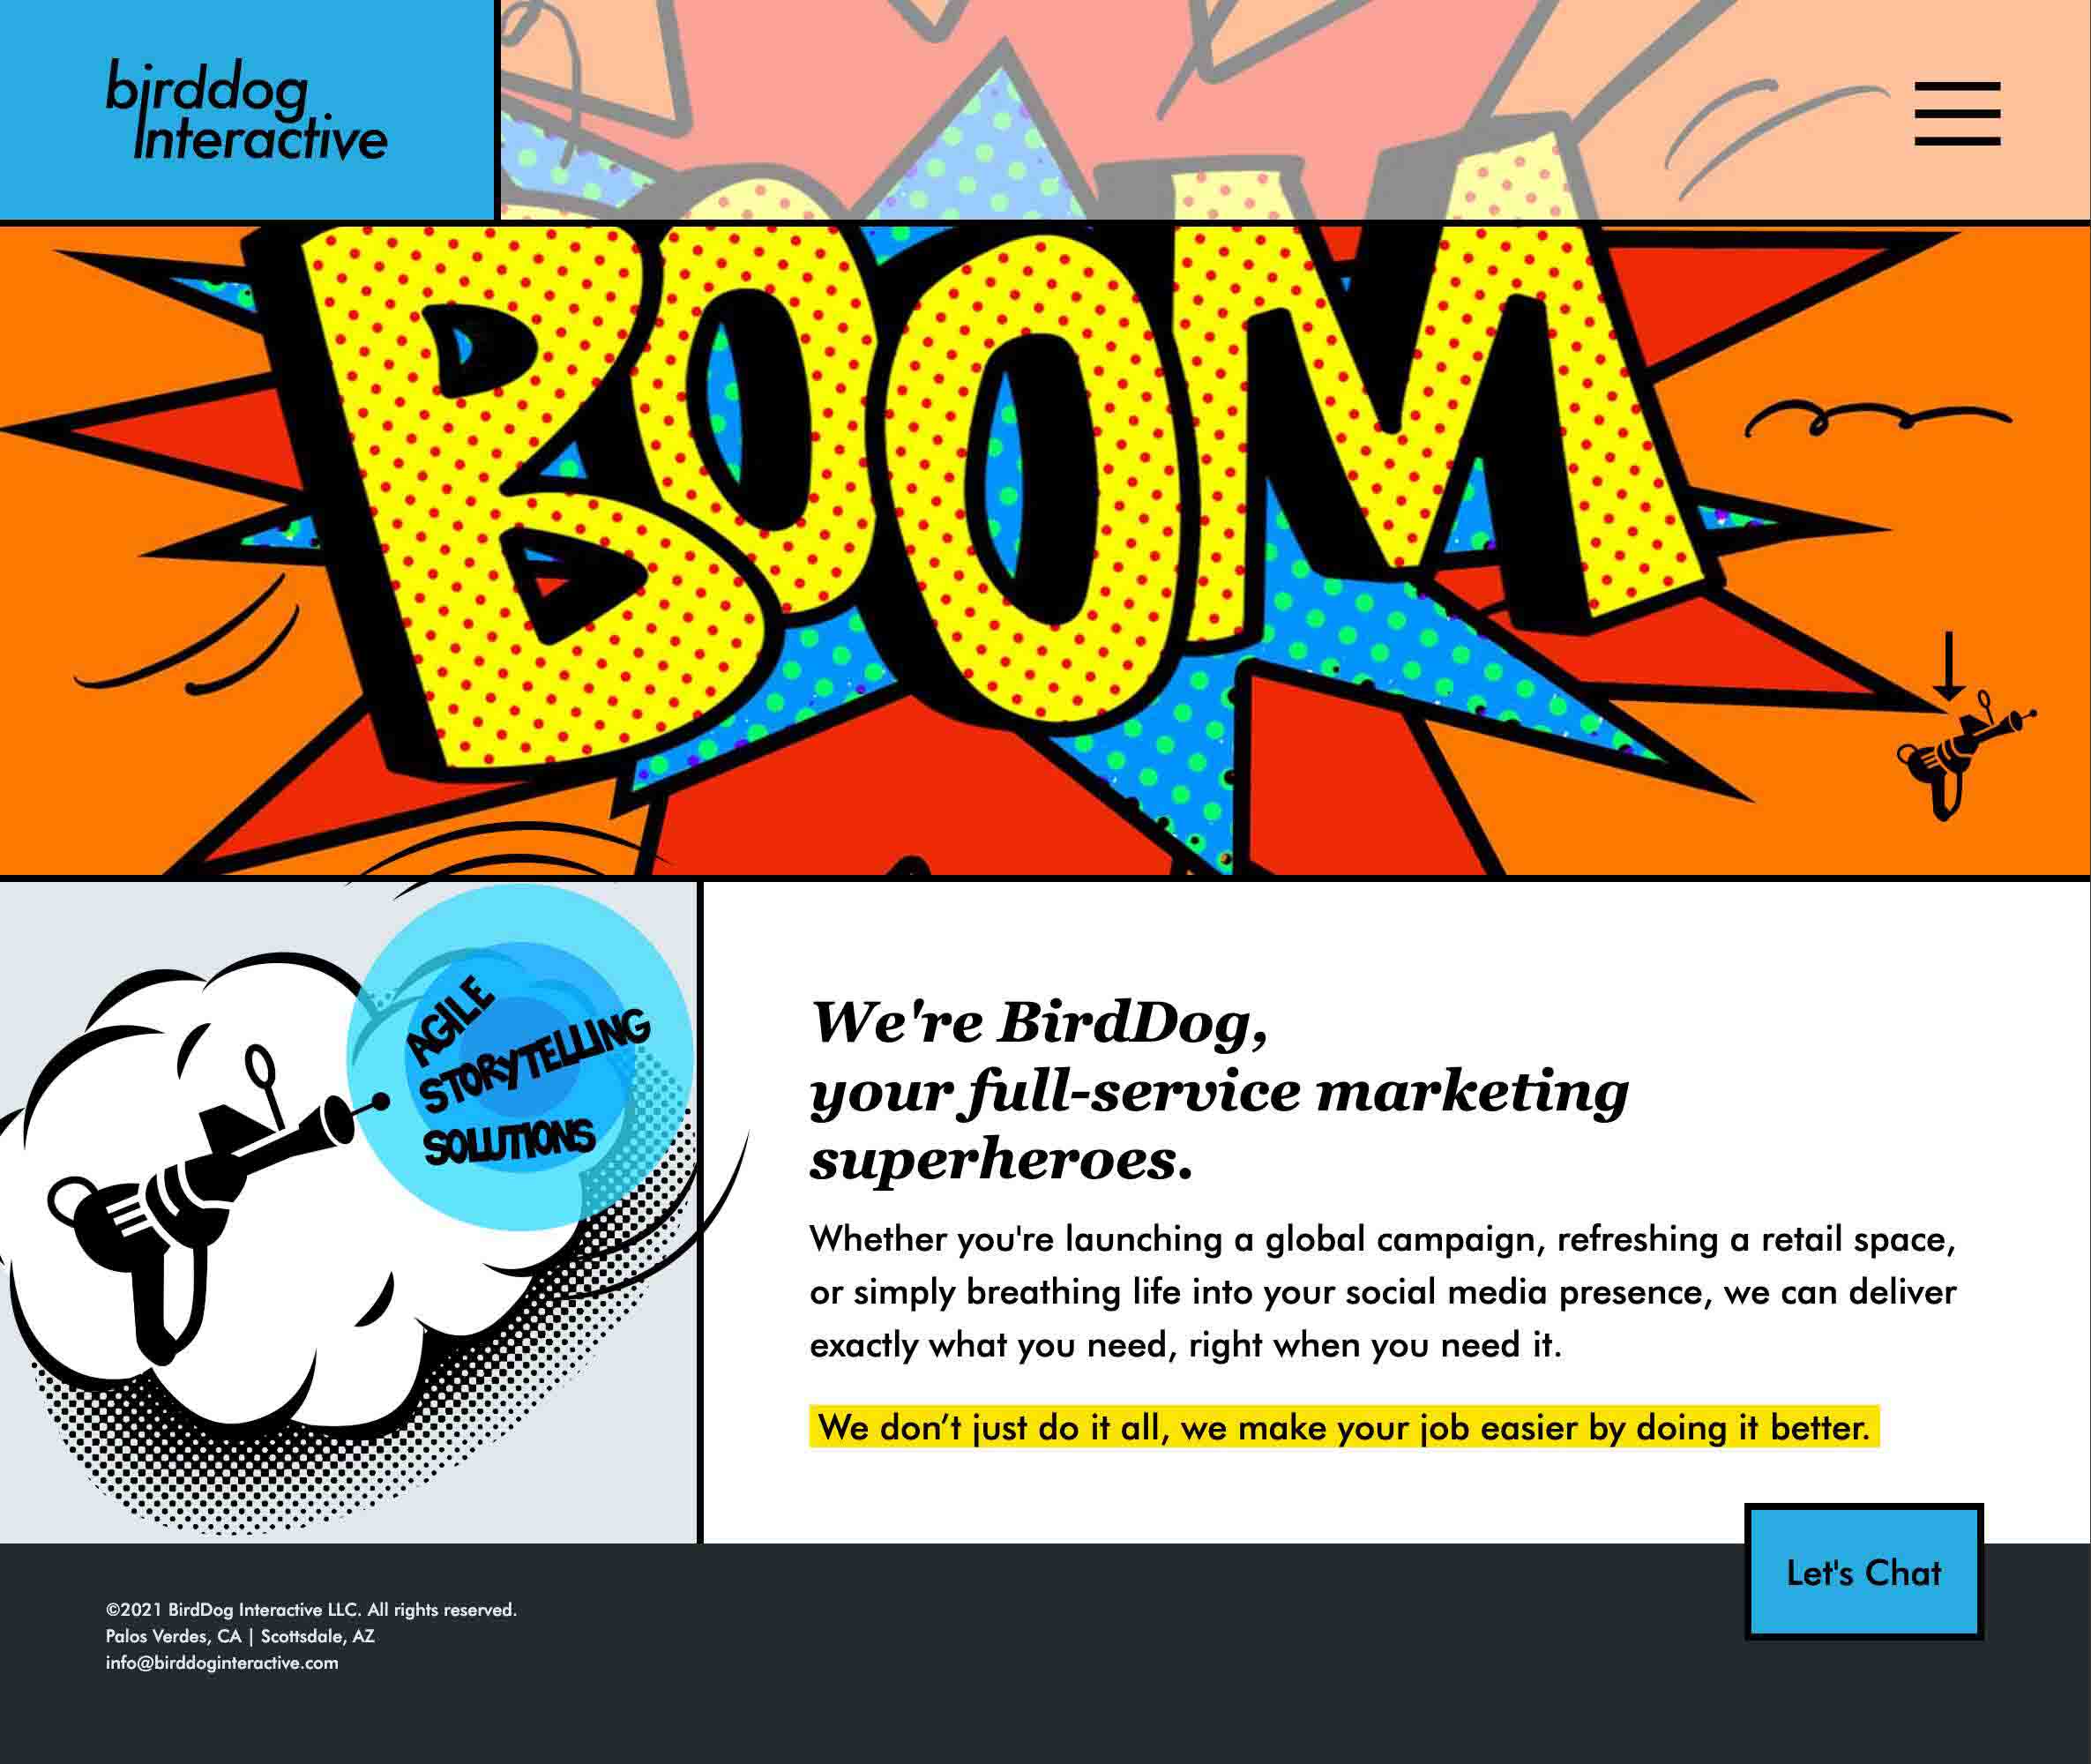 birddog
Interactive
BOOM
AGILE
STORYTELLING
SOLUTIONS
We're BirdDog,
your full-service marketing
superheroes.
Whether you're launching a global campaign, refreshing a retail space,
or simply breathing life into your social media presence, we can deliver
exactly what you need, right when you need it.
We don’t just do it all, we make your job easier by doing it better.
Let's Chat
©2021 BirdDog Interactive LLC. All rights reserved.
Palos Verdes, CA | Scottsdale, AZ
info@birddoginteractive.com